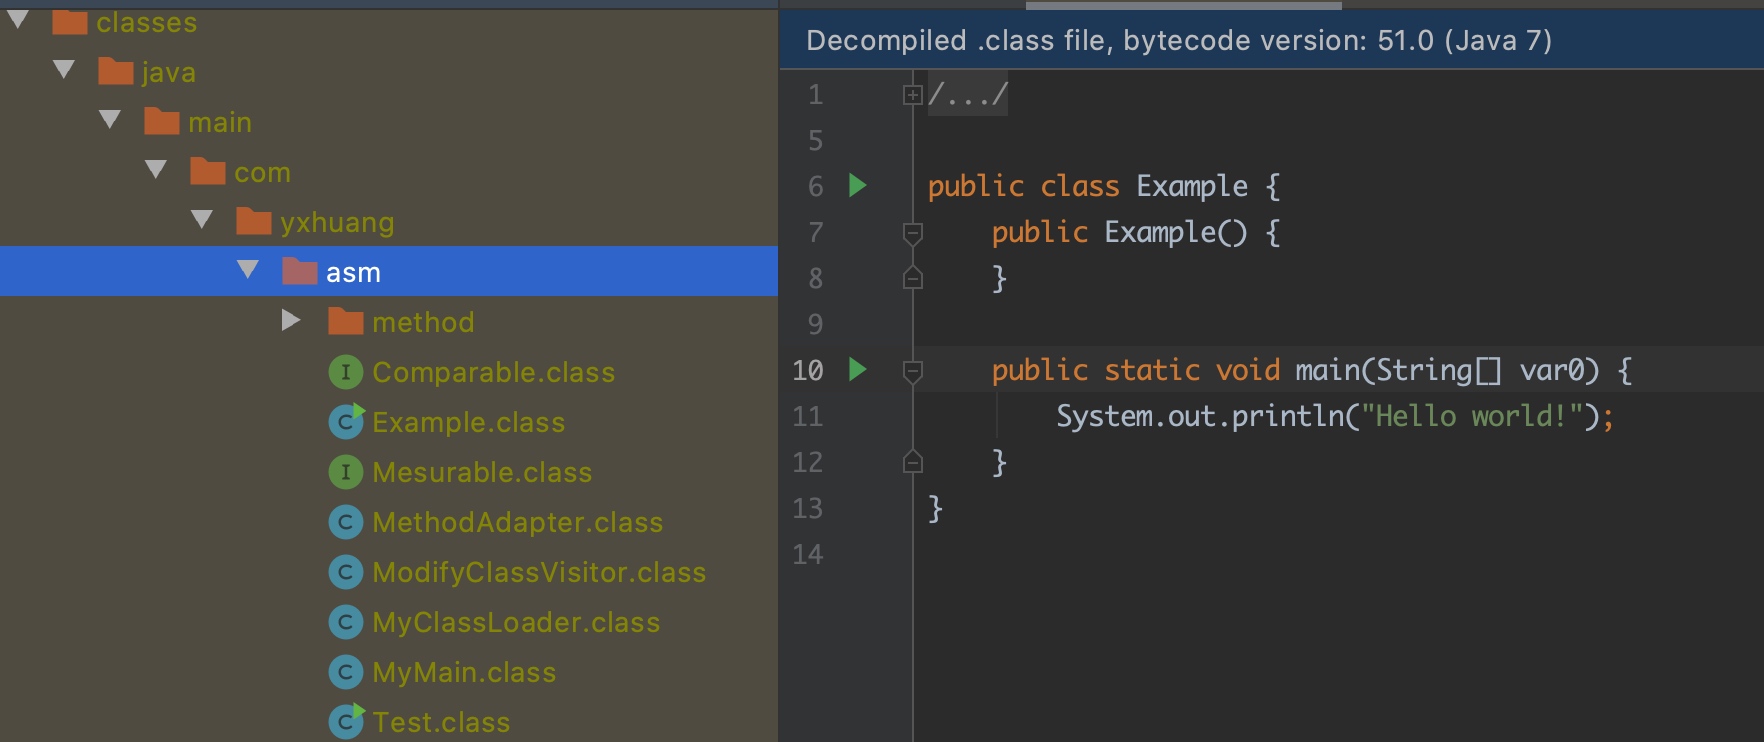 classes
java
main
com
yxhuang
asm
method
I Comparable.class
C Example.class
I Mesurable.class
C MethodAdapter.class
C ModifyClassVisitor.class
C MyClassLoader.class
C MyMain.class
C Test.class
Decompiled .class file, bytecode version: 51.0 (Java 7)
1 /.../
5
6 public class Example {
7 public Example() {
8 }
9
10 public static void main(String[] var0) {
11 System.out.println("Hello world!");
12 }
13 }
14